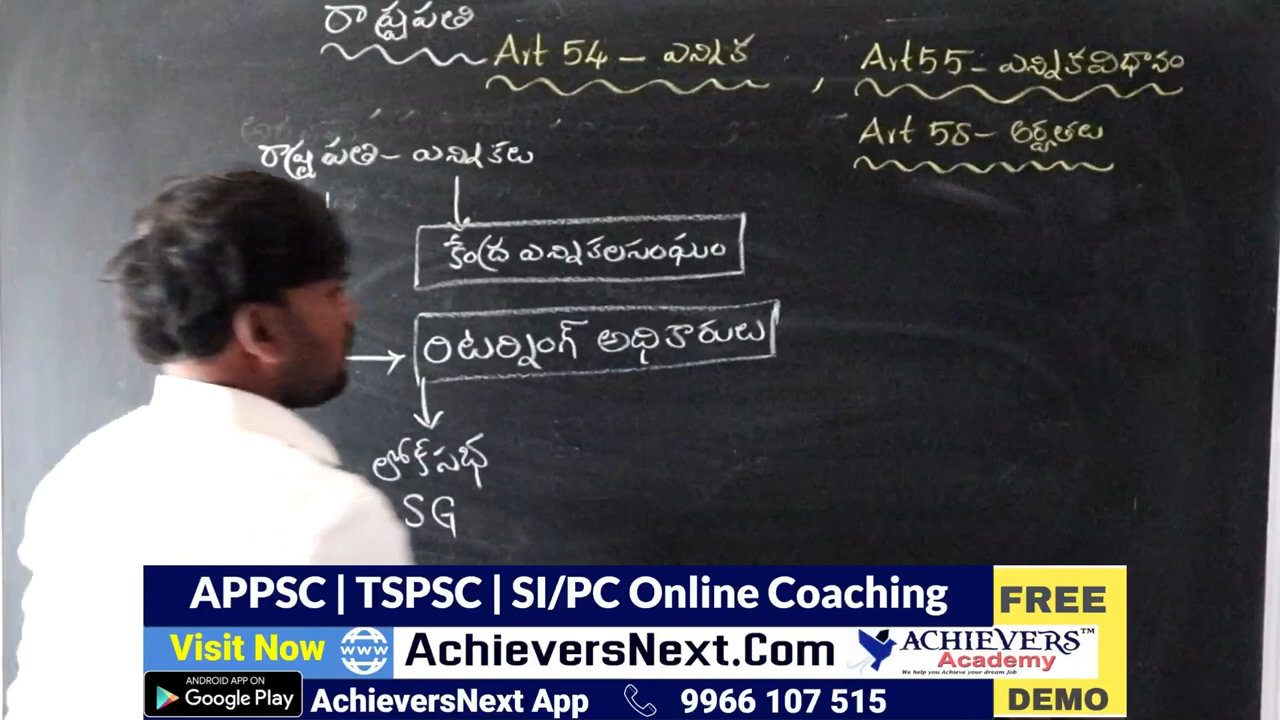 రాష్ట్రపతి
Art 54 – ఎన్నిక , Art 55 - ఎన్నికవిధానం
Art 58 – అర్హతలు
రాష్ట్రపతి – ఎన్నికలు
కేంద్ర ఎన్నికలసంఘం
రిటర్నింగ్ అధికారులు
లోక్ సభ
SG
APPSC | TSPSC | SI/PC Online Coaching
FREE
Visit Now
AchieversNext.Com
ACHIEVERS™
Academy
We help you Achieve your dream Job
ANDROID APP ON
Google Play
AchieversNext App
9966 107 515
DEMO